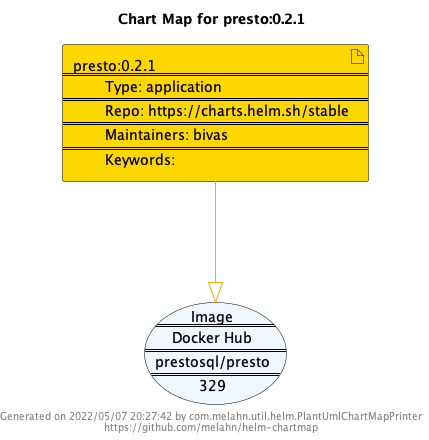 Chart Map for presto:0.2.1
presto:0.2.1
Type: application
Repo: https://charts.helm.sh/stable
Maintainers: bivas
Keywords:
Image
Docker Hub
prestosql/presto
329
Generated on 2022/05/07 20:27:42 by com.melahn.util.helm.PlantUmlChartMapPrinter
https://github.com/melahn/helm-chartmap